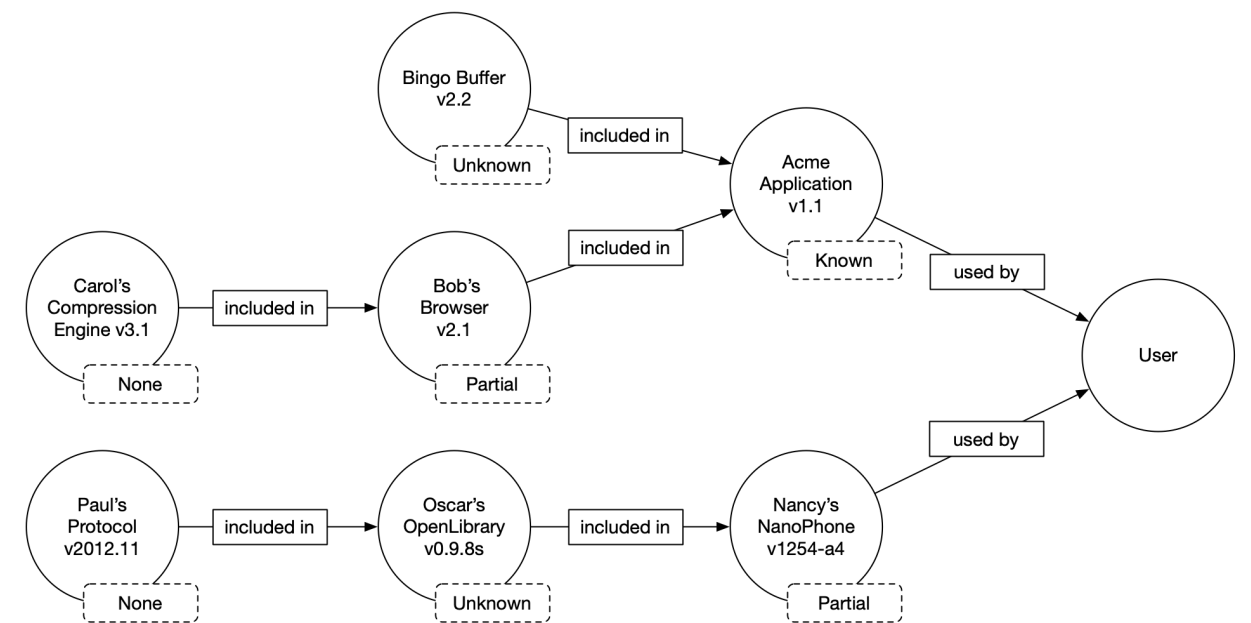 Bingo Buffer
v2.2
Unknown
included in
Acme
Application
v1.1
Known
used by
Carol’s
Compression
Engine v3.1
None
included in
Bob’s
Browser
v2.1
Partial
included in
User
Paul’s
Protocol
v2012.11
None
included in
Oscar’s
OpenLibrary
v0.9.8s
Unknown
included in
Nancy’s
NanoPhone
v1254-a4
Partial
used by